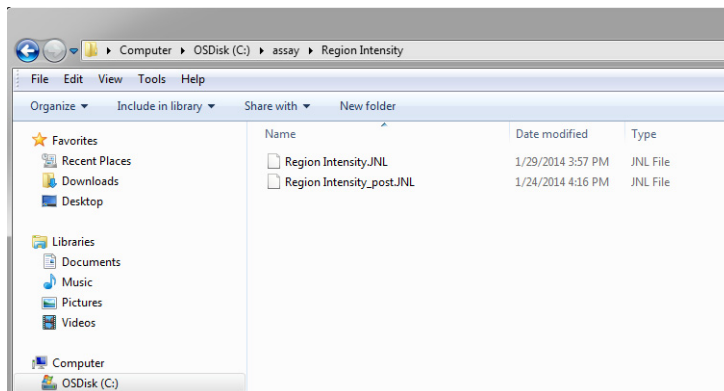 Computer OSDisk (C:) assay Region Intensity
File Edit View Tools Help
Organize Include in library Share with New folder
Favorites
Recent Places
Downloads
Desktop
Libraries
Documents
Music
Pictures
Videos
Computer
OSDisk (C:)
Name Date modified Type
Region Intensity.JNL 1/29/2014 3:57 PM JNL File
Region Intensity_post.JNL 1/24/2014 4:16 PM JNL File